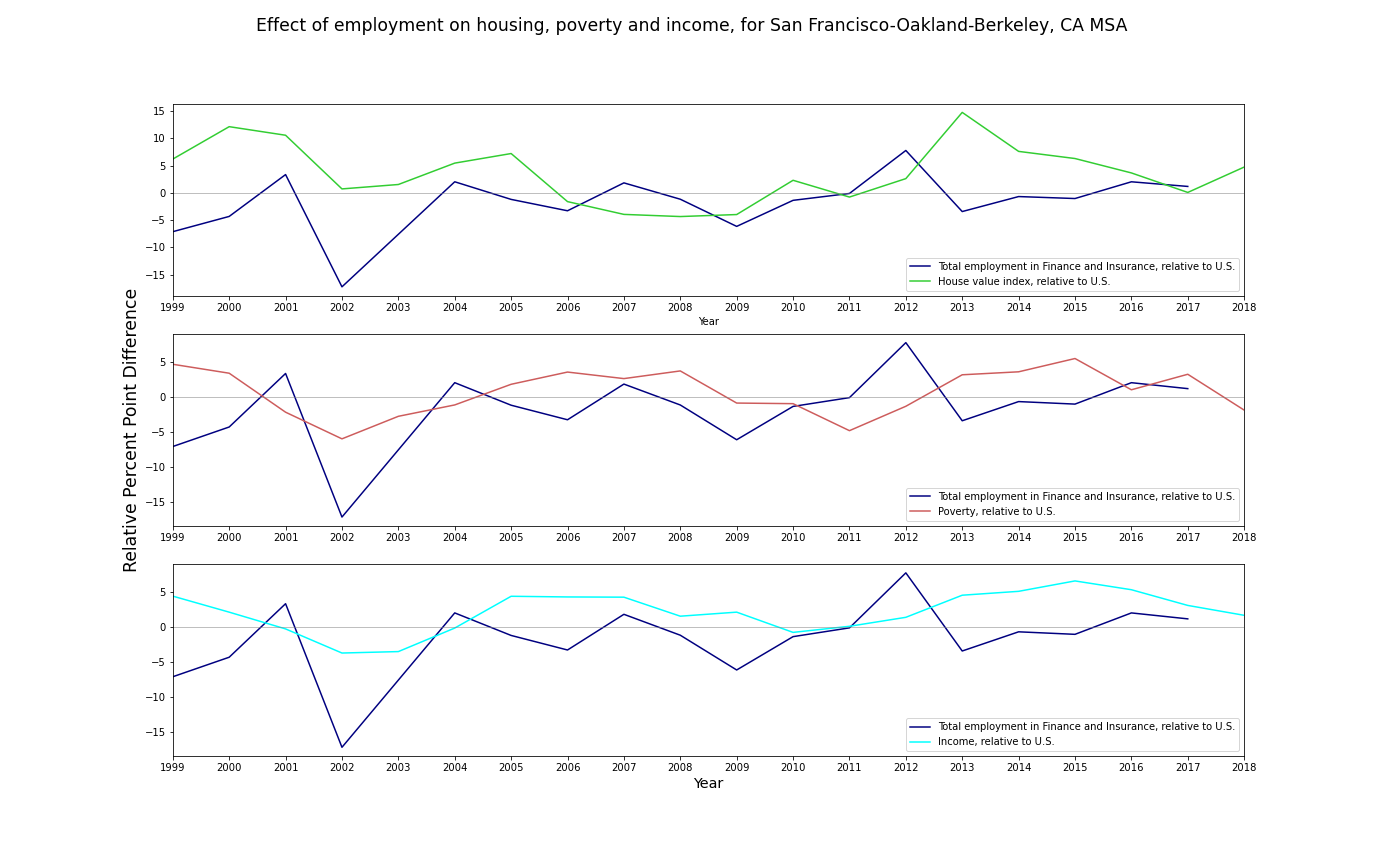 Effect of employment on housing, poverty and income, for San Francisco-Oakland-Berkeley, CA MSA
Relative Percent Point Difference
15
10
5
0
−5
−10
−15
Total employment in Finance and Insurance, relative to U.S.
House value index, relative to U.S.
1999 2000 2001 2002 2003 2004 2005 2006 2007 2008 2009 2010 2011 2012 2013 2014 2015 2016 2017 2018
Year
5
0
−5
−10
−15
Total employment in Finance and Insurance, relative to U.S.
Poverty, relative to U.S.
1999 2000 2001 2002 2003 2004 2005 2006 2007 2008 2009 2010 2011 2012 2013 2014 2015 2016 2017 2018
5
0
−5
−10
−15
Total employment in Finance and Insurance, relative to U.S.
Income, relative to U.S.
1999 2000 2001 2002 2003 2004 2005 2006 2007 2008 2009 2010 2011 2012 2013 2014 2015 2016 2017 2018
Year